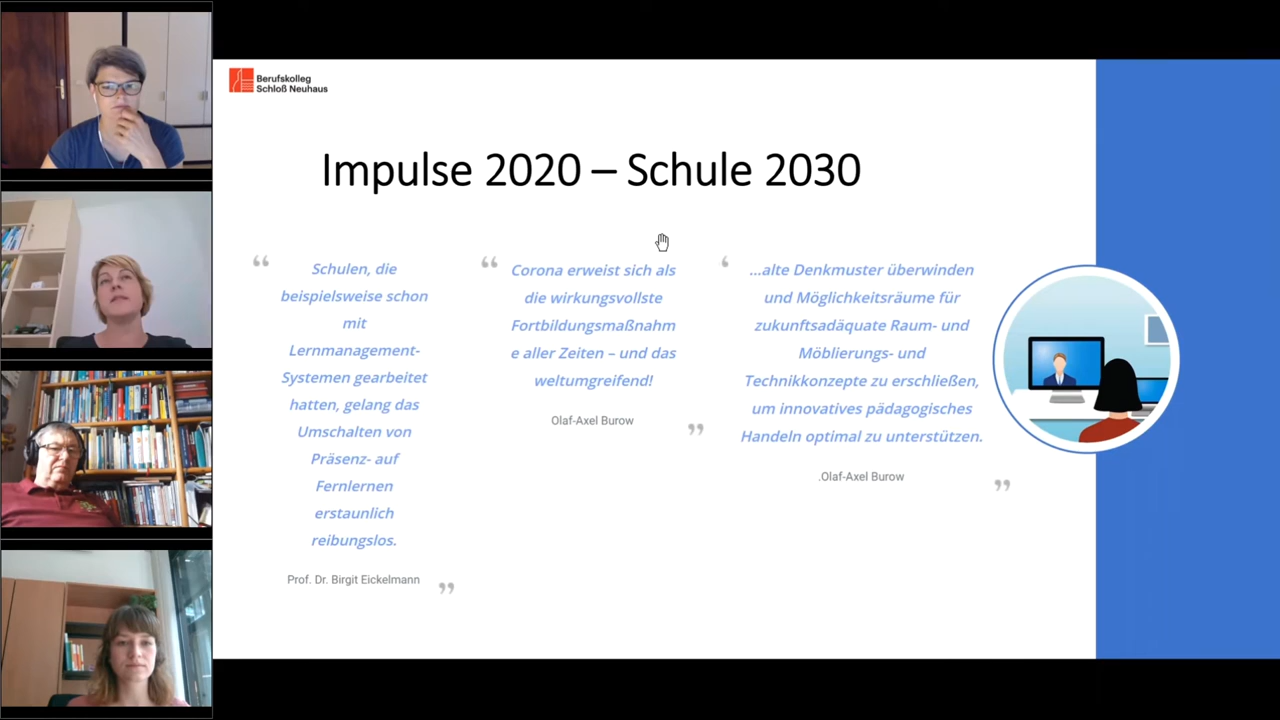 Berufskolleg
Schloß Neuhaus
Impulse 2020 – Schule 2030
“
Schulen, die
beispielsweise schon
mit
Lernmanagement-
Systemen gearbeitet
hatten, gelang das
Umschalten von
Präsenz- auf
Fernlernen
erstaunlich
reibungslos.
Prof. Dr. Birgit Eickelmann
”
“
Corona erweist sich als
die wirkungsvollste
Fortbildungsmaßnahm
e aller Zeiten – und das
weltumgreifend!
Olaf-Axel Burow
”
‘
...alte Denkmuster überwinden
und Möglichkeitsräume für
zukunftsadäquate Raum- und
Möblierungs- und
Technikkonzepte zu erschließen,
um innovatives pädagogisches
Handeln optimal zu unterstützen.
.Olaf-Axel Burow
”